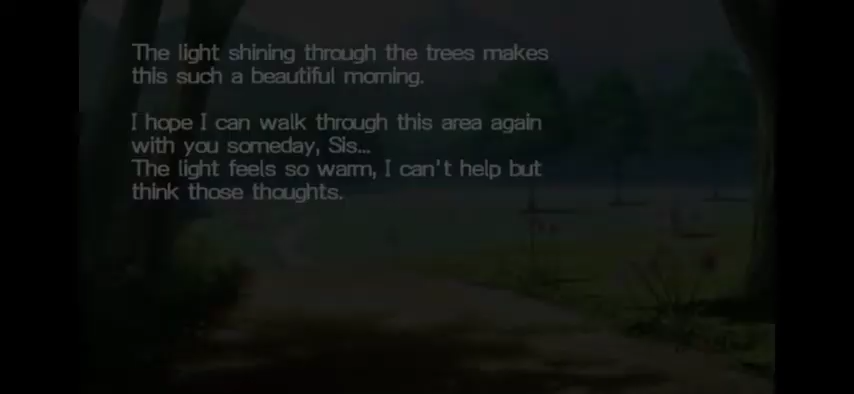 The light shining through the trees makes
this such a beautiful morning.
I hope I can walk through this area again
with you someday, Sis...
The light feels so warm, I can't help but
think those thoughts.